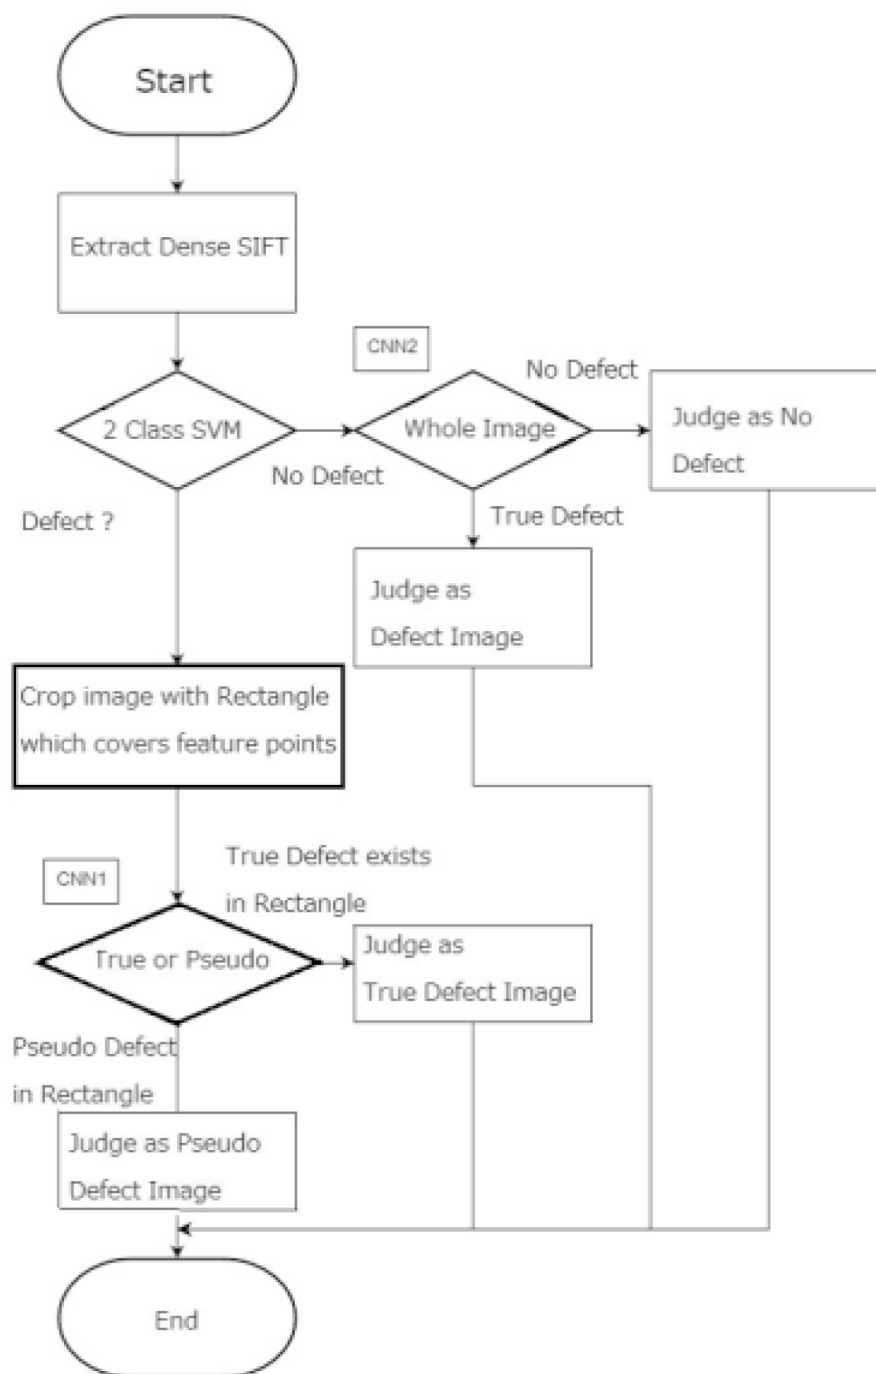 Start
Extract Dense SIFT
CNN2
No Defect
2 Class SVM
Whole Image
Judge as No
Defect
No Defect
Defect ?
True Defect
Judge as
Defect Image
Crop image with Rectangle
which covers feature points
True Defect exists
in Rectangle
CNN1
True or Pseudo
Judge as
True Defect Image
Pseudo Defect
in Rectangle
Judge as Pseudo
Defect Image
End